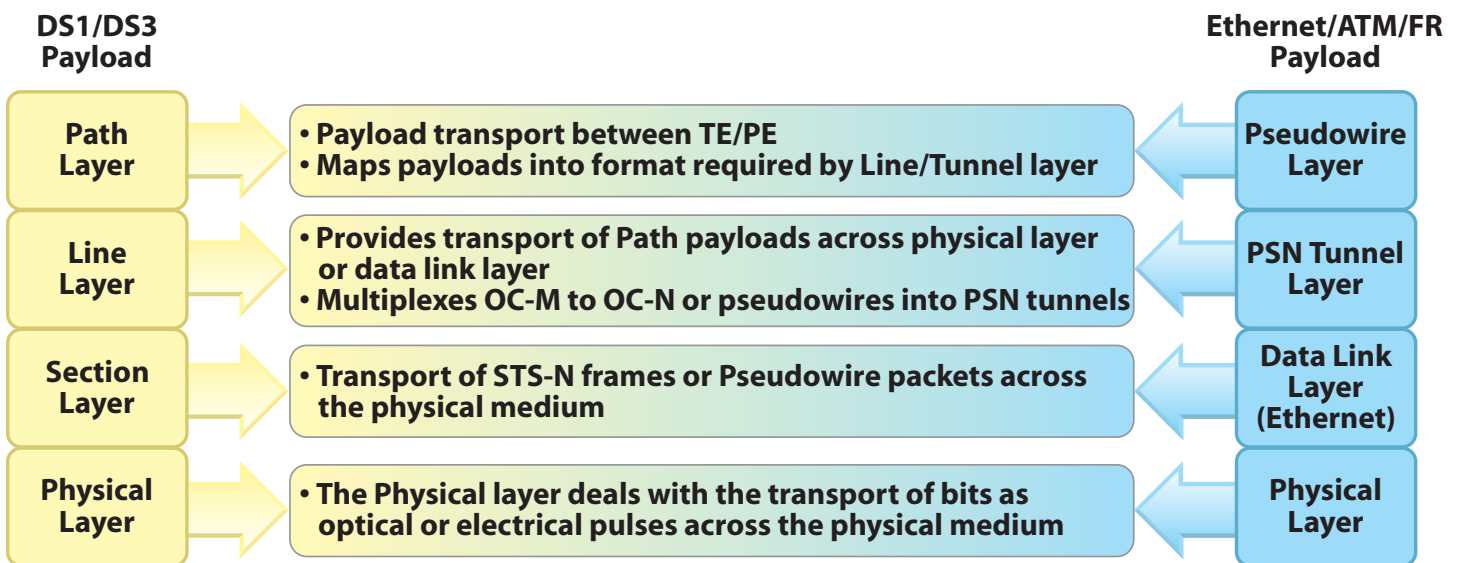 DS1/DS3
Payload
Ethernet/ATM/FR
Payload
Path
Layer
• Payload transport between TE/PE
• Maps payloads into format required by Line/Tunnel layer
Pseudowire
Layer
Line
Layer
• Provides transport of Path payloads across physical layer
or data link layer
• Multiplexes OC-M to OC-N or pseudowires into PSN tunnels
PSN Tunnel
Layer
Section
Layer
• Transport of STS-N frames or Pseudowire packets across
the physical medium
Data Link
Layer
(Ethernet)
Physical
Layer
• The Physical layer deals with the transport of bits as
optical or electrical pulses across the physical medium
Physical
Layer